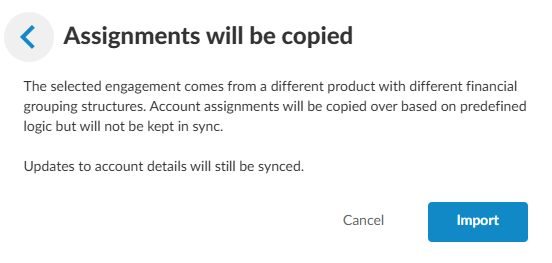 Assignments will be copied
The selected engagement comes from a different product with different financial
grouping structures. Account assignments will be copied over based on predefined
logic but will not be kept in sync.
Updates to account details will still be synced.
Cancel
Import